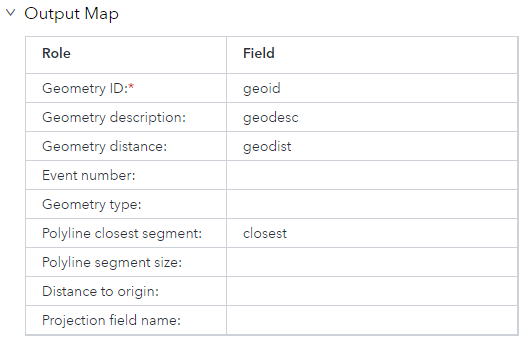 Output Map
Role Field
Geometry ID:* geoid
Geometry description: geodesc
Geometry distance: geodist
Event number:
Geometry type:
Polyline closest segment: closest
Polyline segment size:
Distance to origin:
Projection field name: